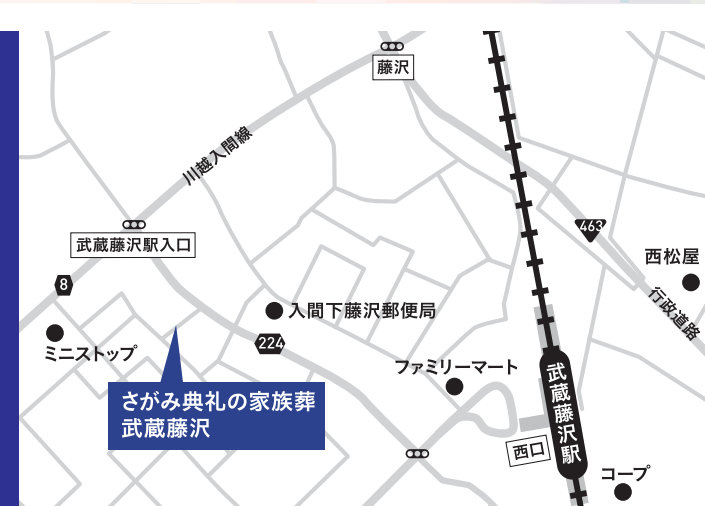 藤沢
川越入間線
武蔵藤沢駅入口
463
西松屋
8
行政道路
入間下藤沢郵便局
ミニストップ
224
ファミリーマート
武蔵藤沢駅
さがみ典礼の家族葬
武蔵藤沢
西口
コープ